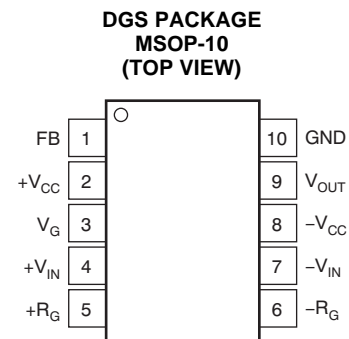 DGS PACKAGE
MSOP-10
(TOP VIEW)
FB 1 10 GND
+VCC 2 9 VOUT
VG 3 8 −VCC
+VIN 4 7 −VIN
+RG 5 6 −RG